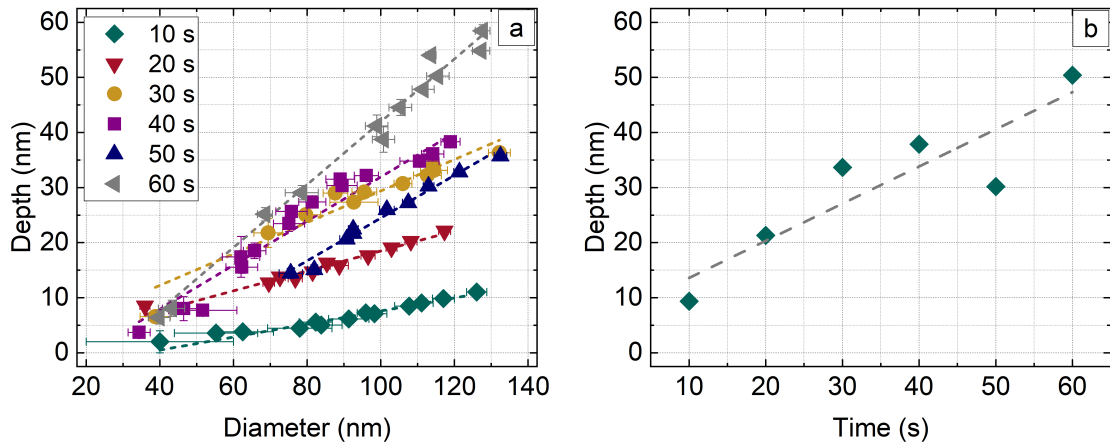 60
50
40
30
20
10
0
Depth (nm)
10 s
20 s
30 s
40 s
50 s
60 s
a
20 40 60 80 100 120 140
Diameter (nm)
60
50
40
30
20
10
0
Depth (nm)
b
10 20 30 40 50 60
Time (s)